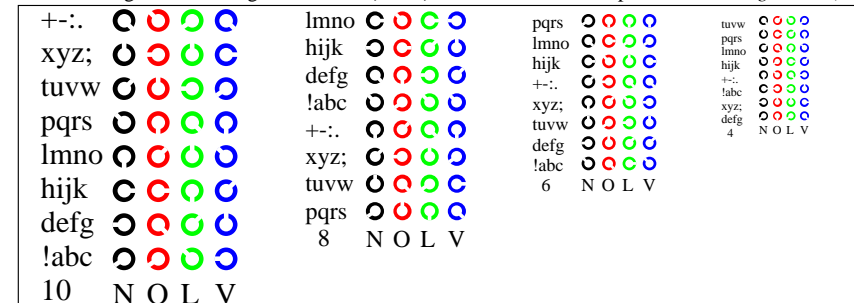 +-:.
xyz;
tuvw
pqrs
lmno
hijk
defg
!abc
10 N O L V
lmno
hijk
defg
!abc
+-:.
xyz;
tuvw
pqrs
8 N O L V
pqrs
lmno
hijk
+-:.
xyz;
tuvw
defg
!abc
6 N O L V
tuvw
pqrs
lmno
hijk
+-:.
!abc
xyz;
defg
4 N O L V